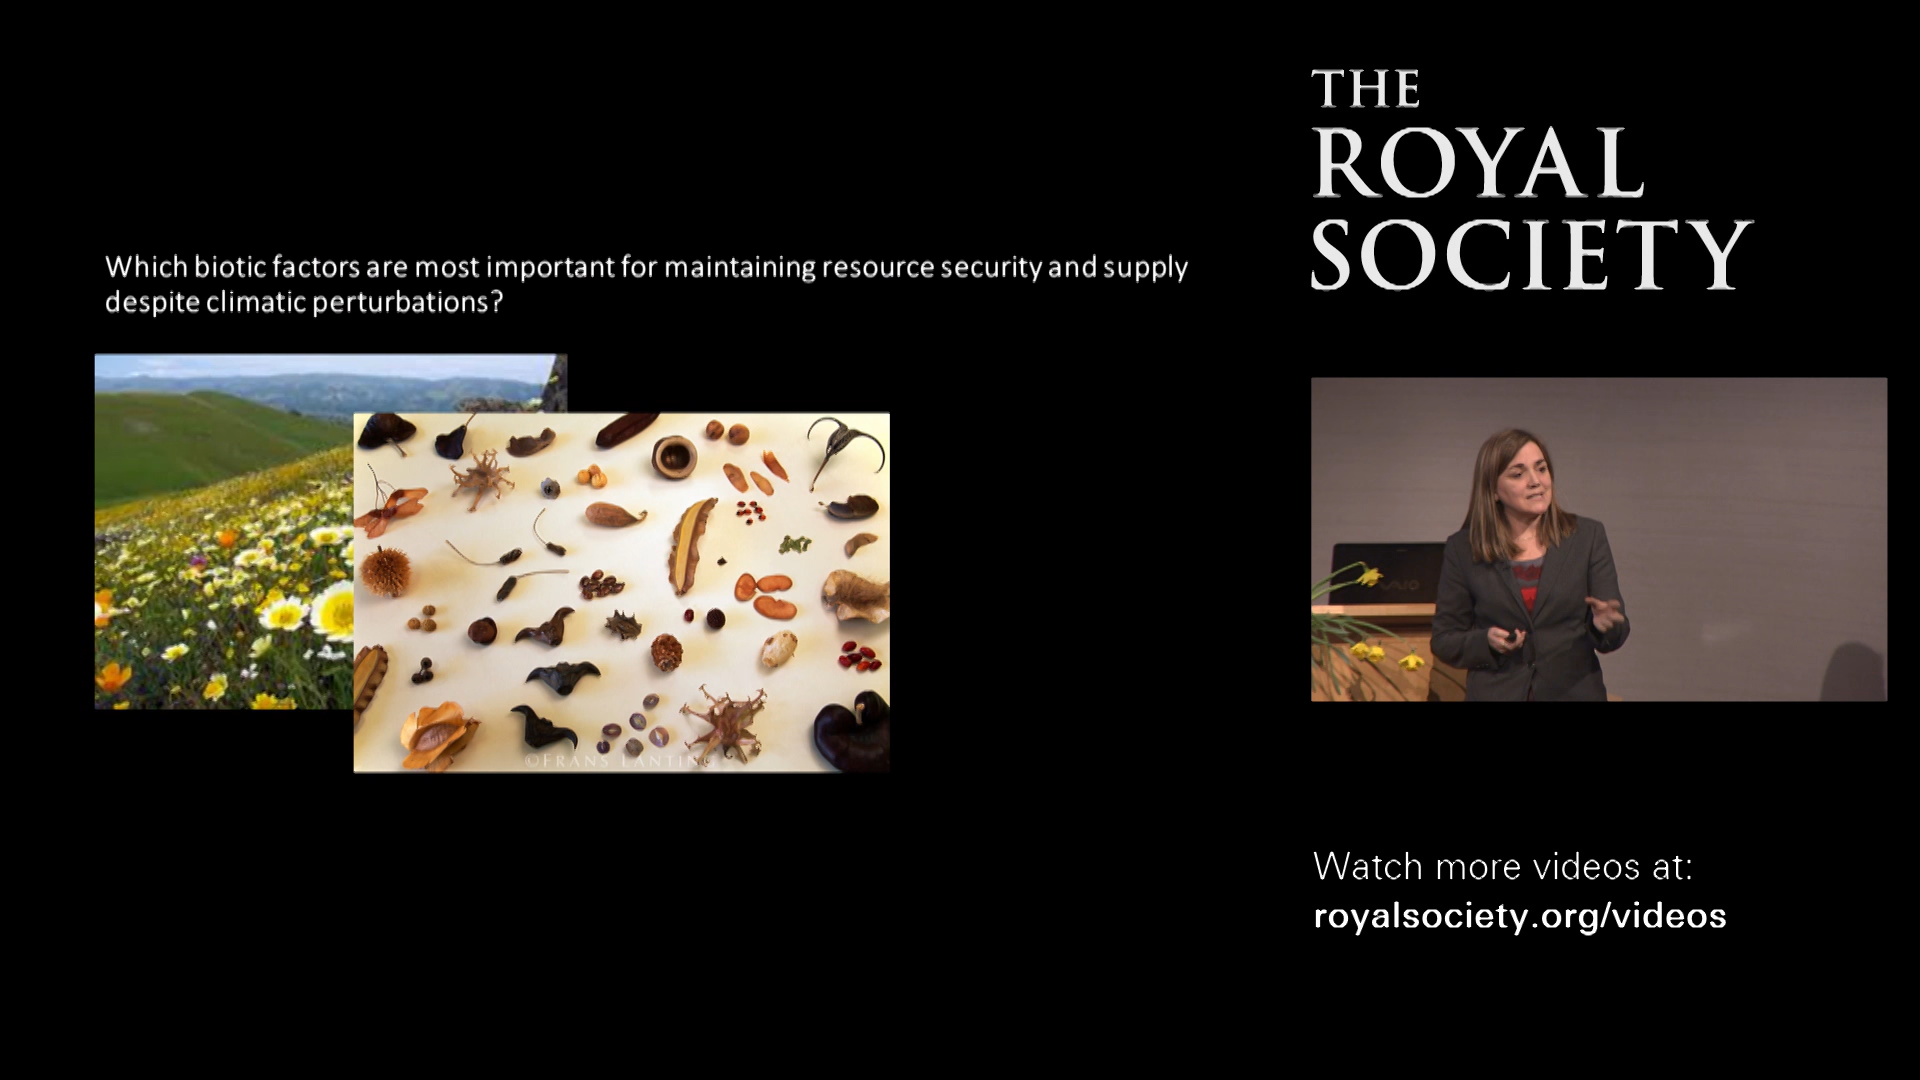 THE
ROYAL
SOCIETY
Which biotic factors are most important for maintaining resource security and supply
despite climatic perturbations?
©FRANS LANTING
VAIO
Watch more videos at:
royalsociety.org/videos